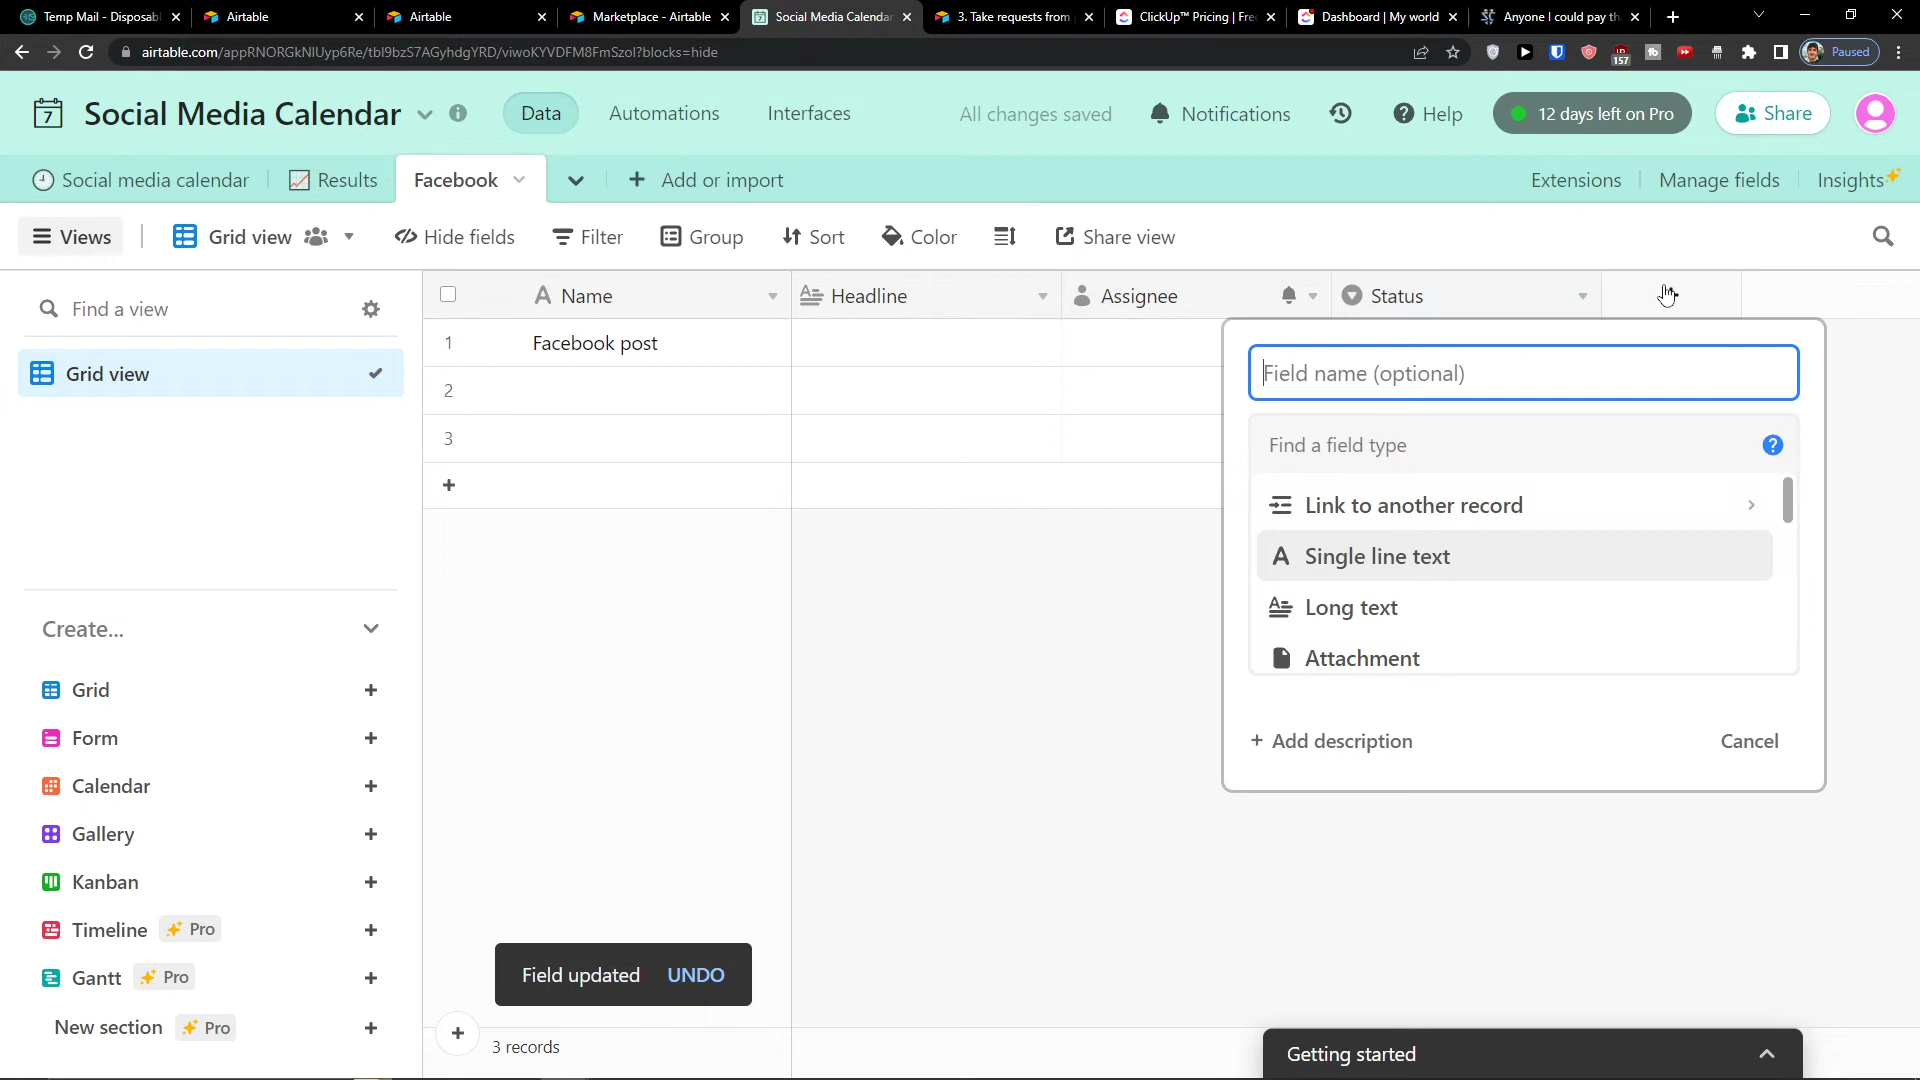 Temp Mail - Disposabl
Airtable
Airtable
Marketplace - Airtable
Social Media Calenda
3. Take requests from
ClickUp™ Pricing | Fre
Dashboard | My world
Anyone I could pay th
airtable.com/appRNORGkNlUyp6Re/tbl9bzS7AGyhdgYRD/viwoKYVDFM8FmSzol?blocks=hide
157
Paused
7
Social Media Calendar
Data
Automations
Interfaces
All changes saved
Notifications
Help
12 days left on Pro
Share
Social media calendar
Results
Facebook
Add or import
Extensions
Manage fields
Insights
Views
Grid view
Hide fields
Filter
Group
Sort
Color
Share view
Find a view
Name
Headline
Assignee
Status
1
Facebook post
2
3
Grid view
Field name (optional)
Find a field type
Link to another record
Single line text
Long text
Attachment
+ Add description
Cancel
Create...
Grid
Form
Calendar
Gallery
Kanban
Timeline
Pro
Gantt
Pro
New section
Pro
Field updated
UNDO
3 records
Getting started